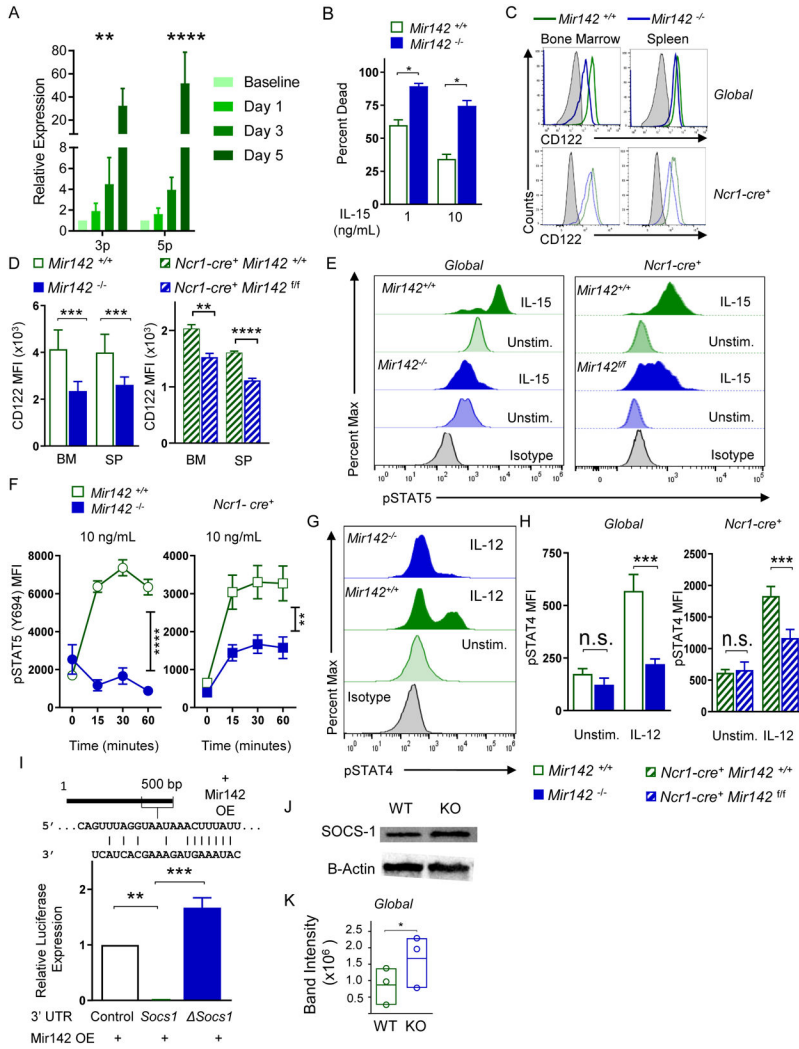 A
** ****
80
60
40
20
8
6
4
2
0
Relative Expression
3p 5p
Baseline
Day 1
Day 3
Day 5
B
Mir142 +/+
Mir142 -/-
* *
100
75
50
25
0
Percent Dead
IL-15 1 10
(ng/mL)
C
Mir142 +/+ Mir142 -/-
Bone Marrow Spleen
Global
CD122
Ncr1-cre+
Counts
CD122
D
Mir142 +/+ Ncr1-cre+ Mir142 +/+
Mir142 -/- Ncr1-cre+ Mir142 f/f
*** ***
6
4
2
0
CD122 MFI (x10³)
BM SP
** ****
2
1
0
CD122 MFI (x10³)
BM SP
E
Global Ncr1-cre+
Mir142+/+ IL-15
Unstim.
Mir142-/- IL-15
Unstim.
Isotype
Mir142+/+ IL-15
Unstim.
Mir142f/f IL-15
Unstim.
Isotype
Percent Max
pSTAT5
F
Mir142 +/+
Mir142 -/-
Ncr1- cre+
10 ng/mL 10 ng/mL
8000
6000
4000
2000
0
pSTAT5 (Y694) MFI
****
0 15 30 60
Time (minutes)
4000
3000
2000
1000
0
**
0 15 30 60
Time (minutes)
G
Mir142-/- IL-12
Mir142+/+ IL-12
Unstim.
Isotype
Percent Max
pSTAT4
H
Global Ncr1-cre+
***
n.s.
750
500
250
0
pSTAT4 MFI
Unstim. IL-12
***
n.s.
2500
2000
1500
1000
500
0
pSTAT4 MFI
Unstim. IL-12
Mir142 +/+ Ncr1-cre+ Mir142 +/+
Mir142 -/- Ncr1-cre+ Mir142 f/f
I
1 500 bp
+
Mir142
OE
5' ...CAGUUUAGGUAAUAAACUUUAUU...
3' UCAUCACGAAAGAUGAAAUAC
** ***
2
1
0
Relative Luciferase
Expression
3' UTR Control Socs1 ΔSocs1
Mir142 OE + + +
J
WT KO
SOCS-1
B-Actin
K
Global
*
2.5
2.0
1.5
1.0
0.5
Band Intensity
(x10⁶)
WT KO